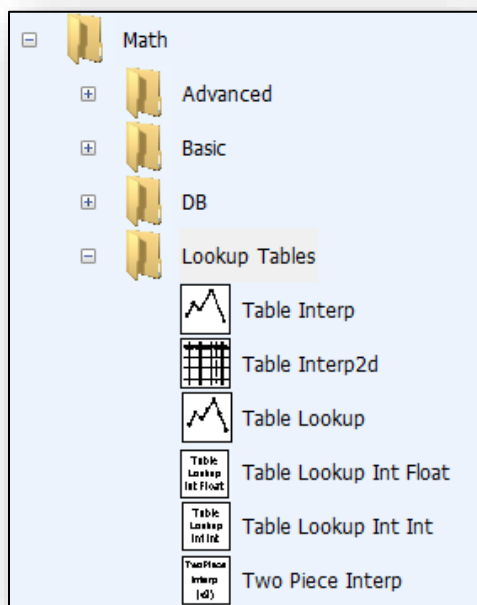 Math
Advanced
Basic
DB
Lookup Tables
Table Interp
Table Interp2d
Table Lookup
Table
Lookup
Int Float
Table Lookup Int Float
Table
Lookup
Int Int
Table Lookup Int Int
Two Piece
Interp
(x2)
Two Piece Interp